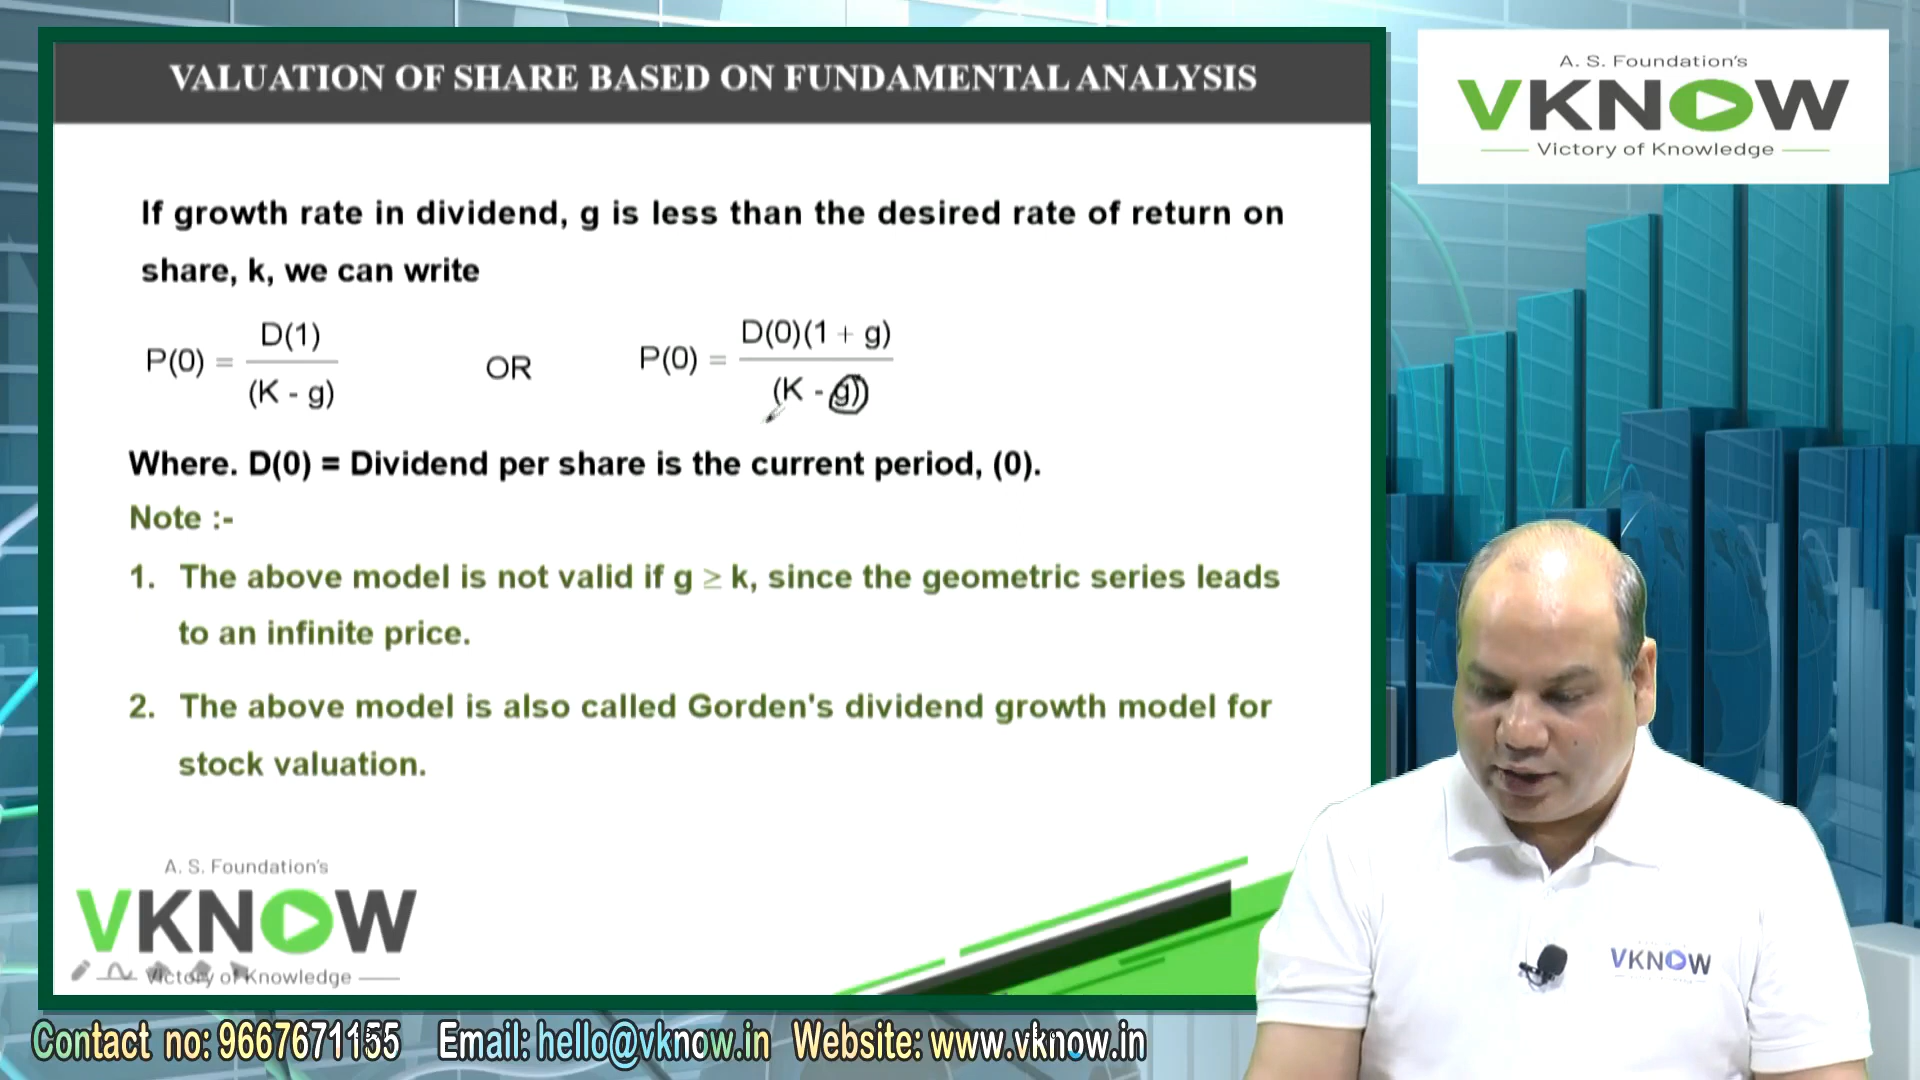 VALUATION OF SHARE BASED ON FUNDAMENTAL ANALYSIS
A. S. Foundation's
VKNOW
Victory of Knowledge
If growth rate in dividend, g is less than the desired rate of return on
share, k, we can write
P(0) = D(1) / (K - g) OR P(0) = D(0)(1 + g) / (K - g)
Where. D(0) = Dividend per share is the current period, (0).
Note :-
1. The above model is not valid if g ≥ k, since the geometric series leads
to an infinite price.
2. The above model is also called Gorden's dividend growth model for
stock valuation.
A. S. Foundation's
VKNOW
Victory of Knowledge
VKNOW
Contact no: 9667671155 Email: hello@vknow.in Website: www.vknow.in